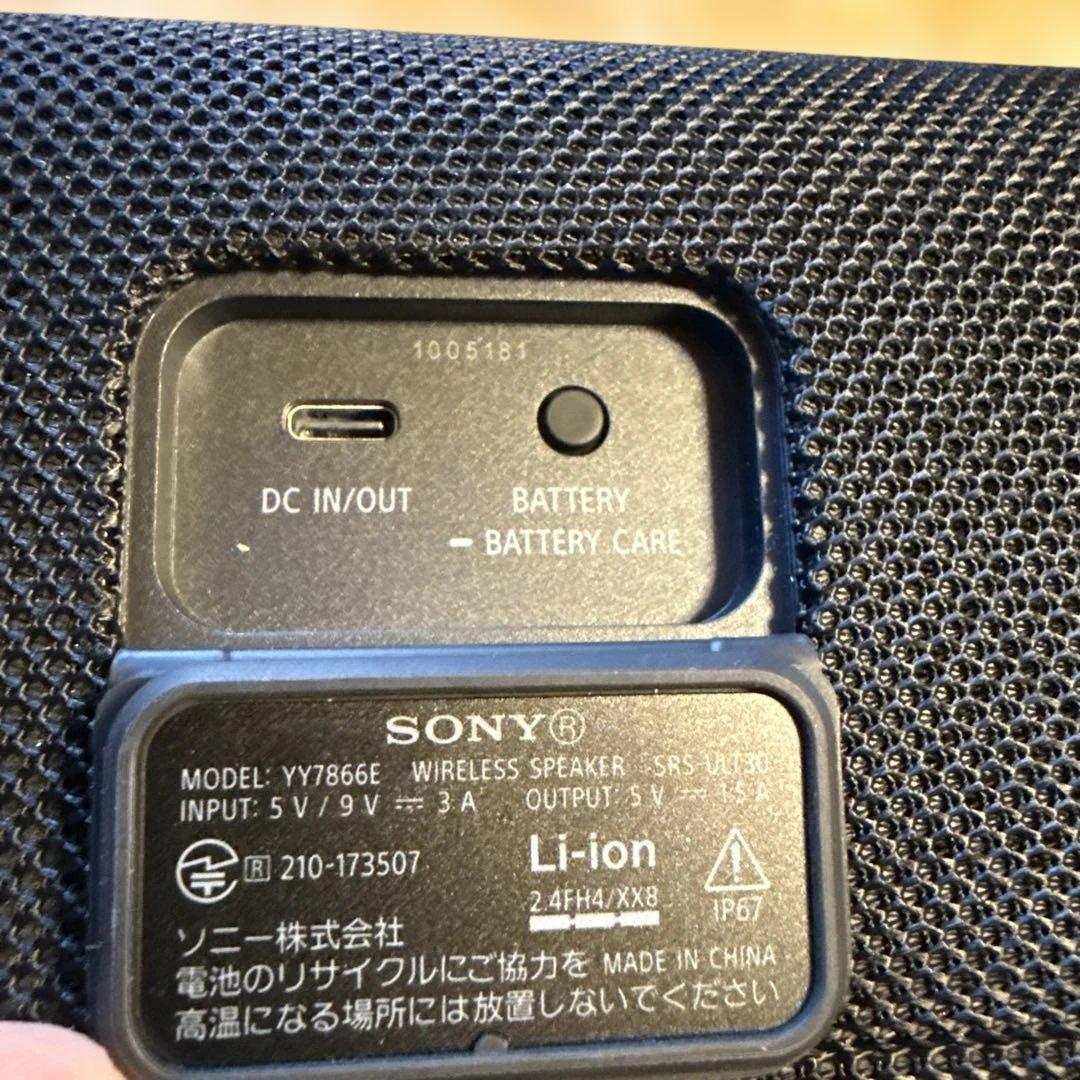 1005181
DC IN/OUT
BATTERY
BATTERY CARE
SONY®
MODEL: YY7866E WIRELESS SPEAKER SRS-ULT30
INPUT: 5 V / 9 V ⎓ 3 A OUTPUT: 5 V ⎓ 1.5 A
R 210-173507
Li-ion
2.4FH4/XX8
IP67
ソニー株式会社
電池のリサイクルにご協力を MADE IN CHINA
高温になる場所には放置しないでください